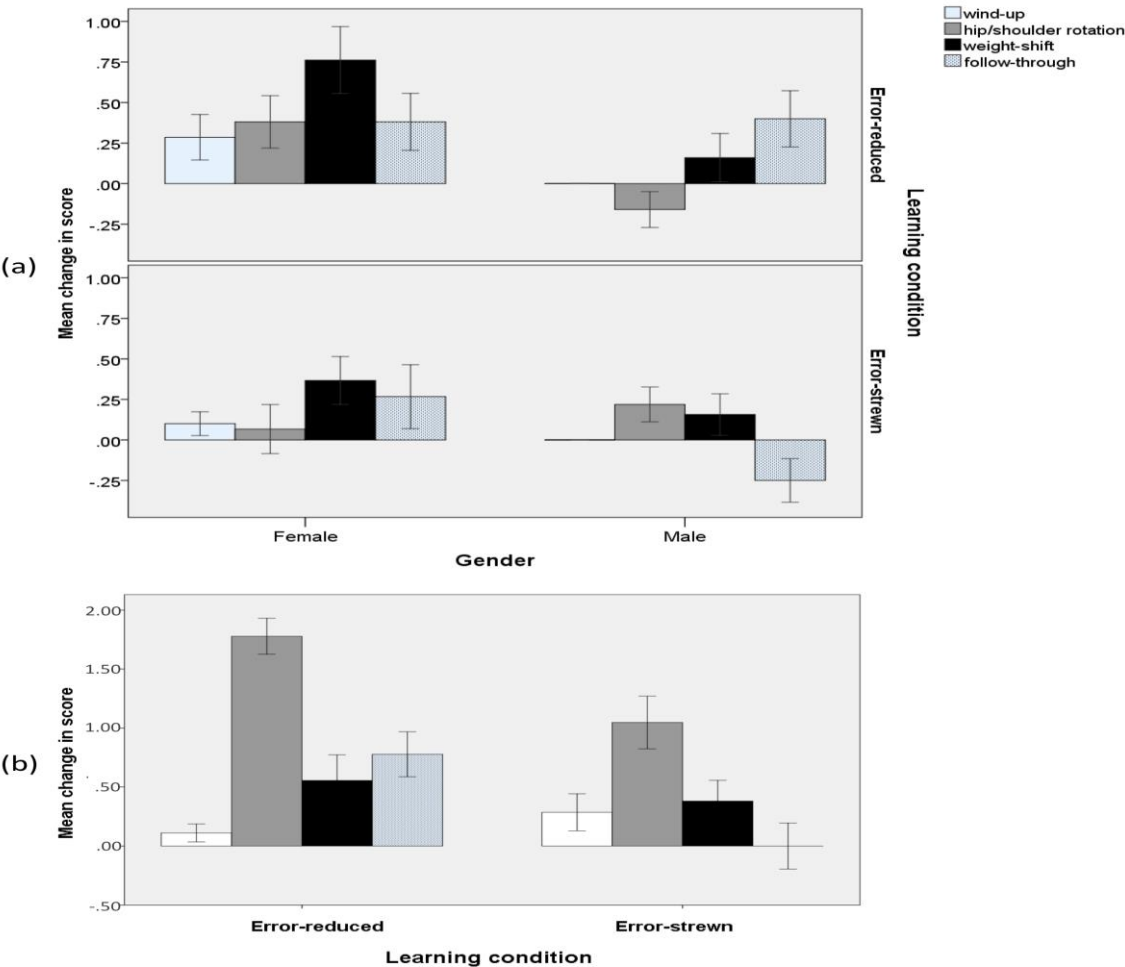 wind-up
hip/shoulder rotation
weight-shift
follow-through
(a)
Mean change in score
1.00
.75
.50
.25
.00
-.25
Error-reduced
1.00
.75
.50
.25
.00
-.25
Error-strewn
Learning condition
Female
Male
Gender
(b)
Mean change in score
2.00
1.50
1.00
.50
.00
-.50
Error-reduced
Error-strewn
Learning condition